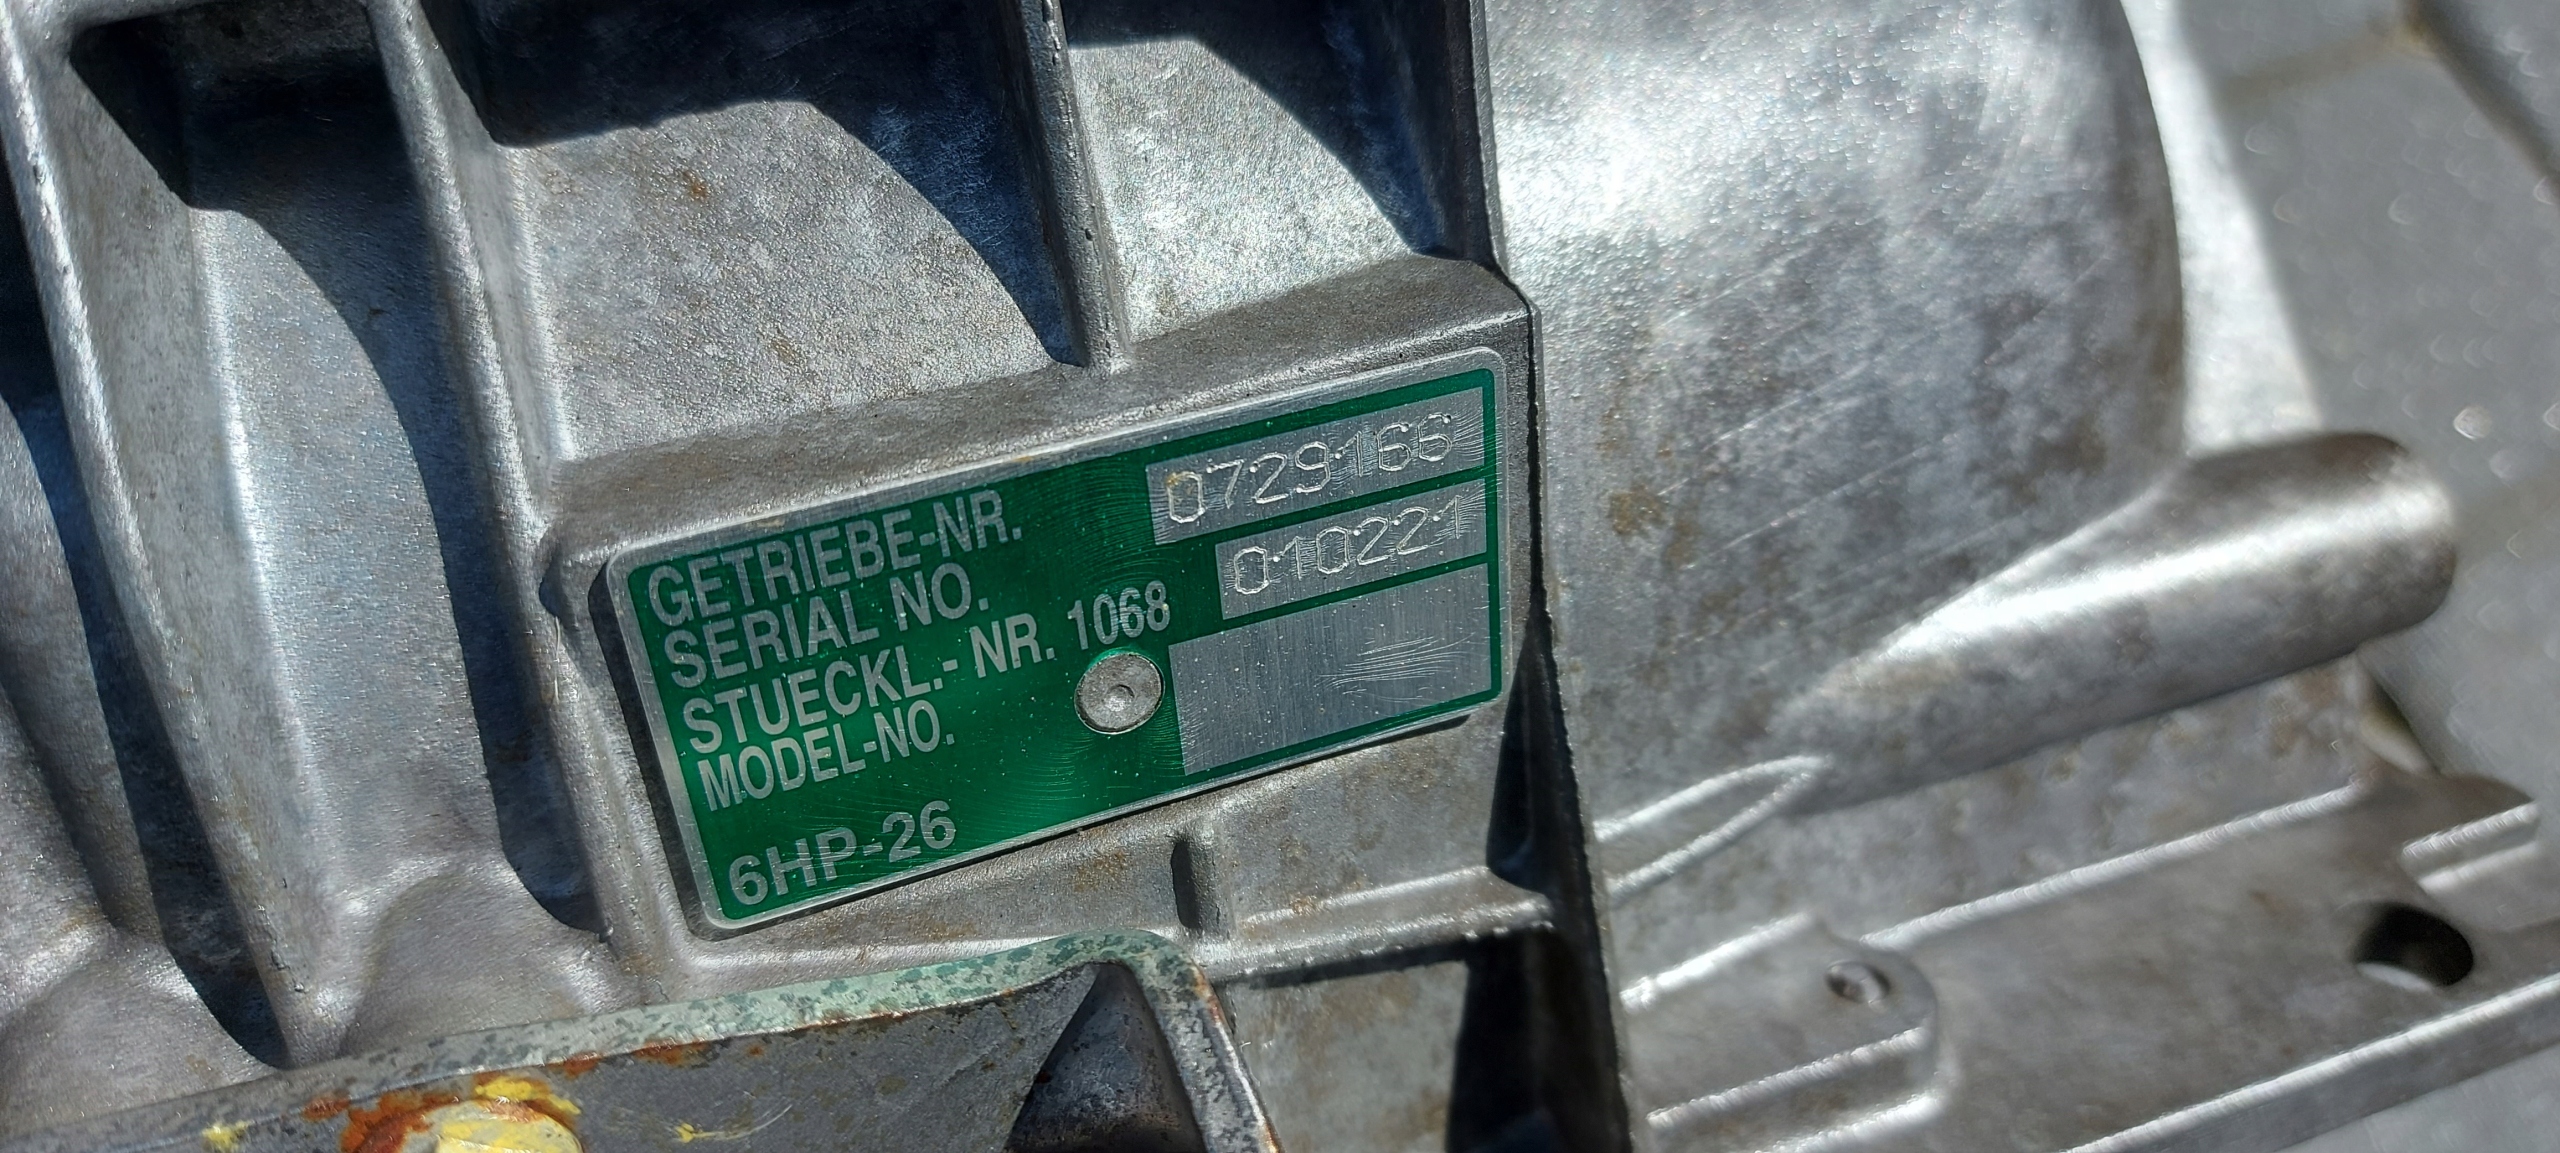 GETRIEBE-NR.
SERIAL NO. 0729166
STUECKL.- NR. 1068 010221
MODEL-NO.
6HP-26